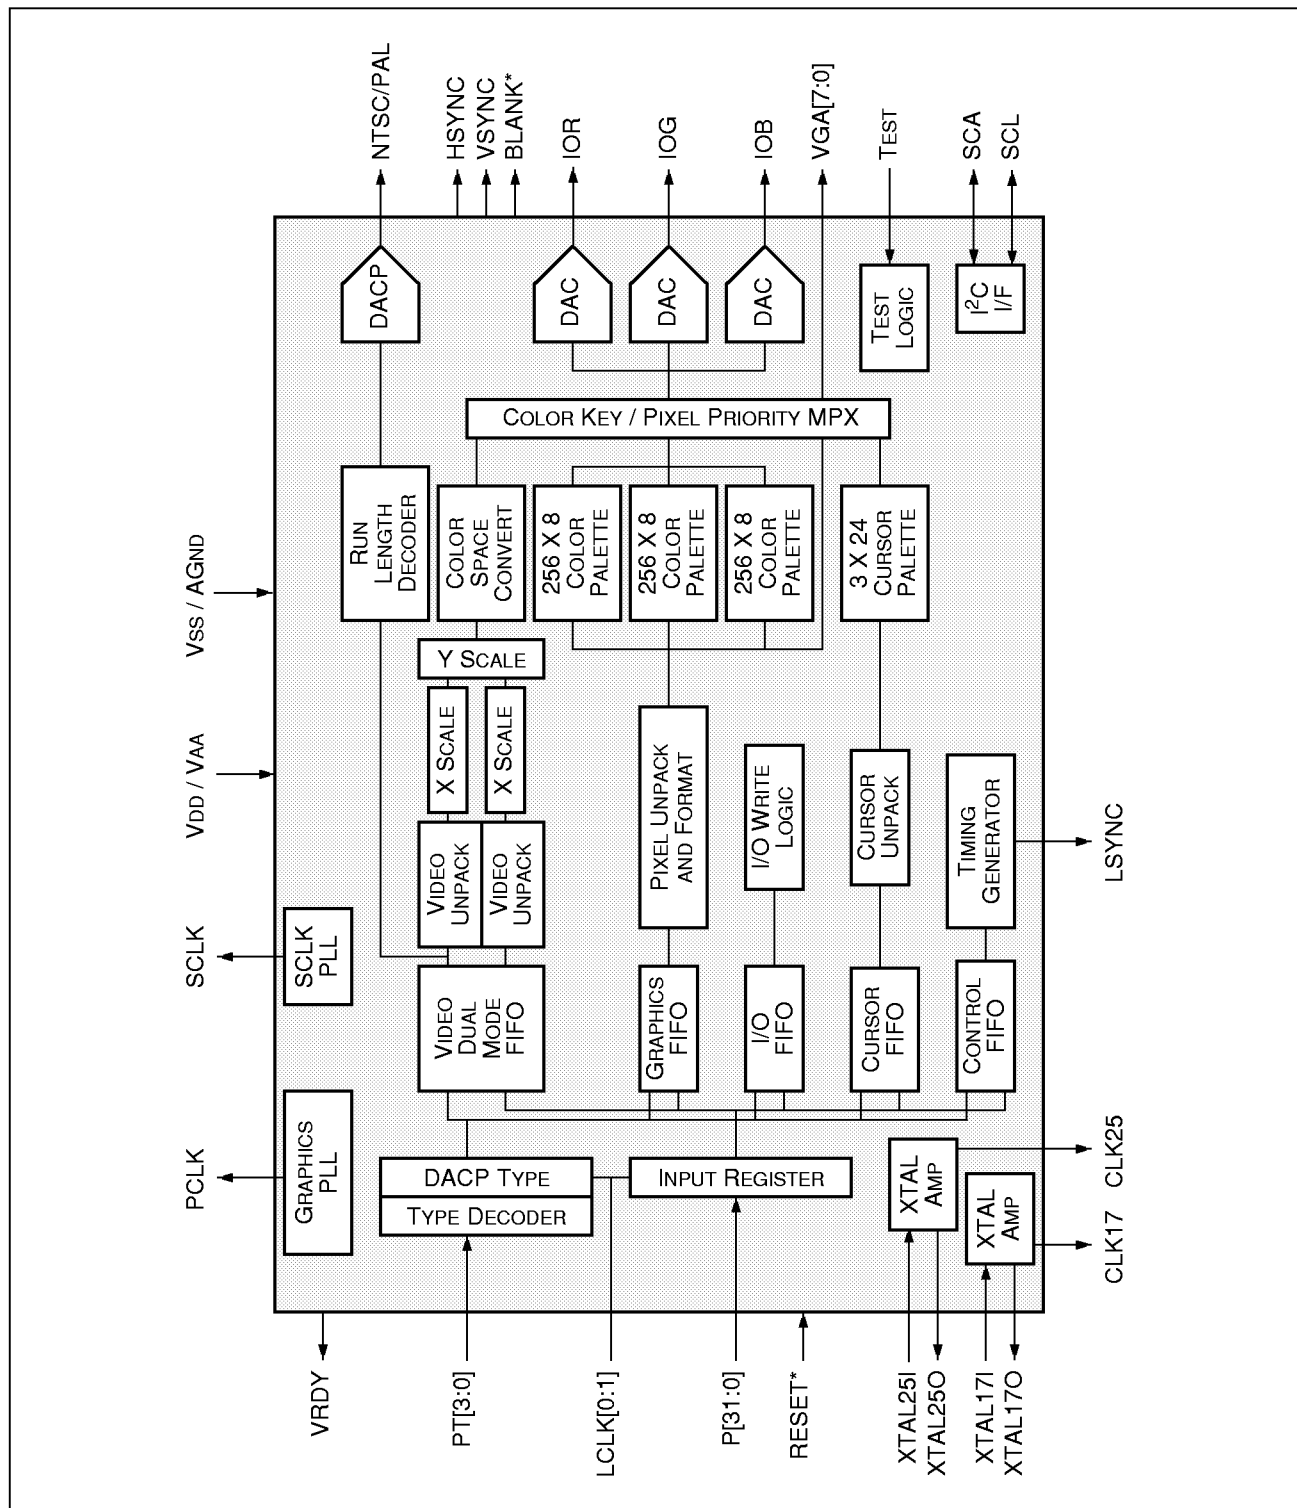 NTSC/PAL
HSYNC
VSYNC
BLANK*
IOR
IOG
IOB
VGA[7:0]
TEST
SCA
SCL
DACP
DAC
DAC
DAC
TEST
LOGIC
I²C
I/F
COLOR KEY / PIXEL PRIORITY MPX
RUN
LENGTH
DECODER
COLOR
SPACE
CONVERT
256 X 8
COLOR
PALETTE
256 X 8
COLOR
PALETTE
256 X 8
COLOR
PALETTE
3 X 24
CURSOR
PALETTE
VSS / AGND
VDD / VAA
SCLK
PCLK
Y SCALE
X SCALE
X SCALE
VIDEO
UNPACK
VIDEO
UNPACK
PIXEL UNPACK
AND FORMAT
I/O WRITE
LOGIC
CURSOR
UNPACK
TIMING
GENERATOR
LSYNC
SCLK
PLL
VIDEO
DUAL
MODE
FIFO
GRAPHICS
FIFO
I/O
FIFO
CURSOR
FIFO
CONTROL
FIFO
GRAPHICS
PLL
DACP TYPE
TYPE DECODER
INPUT REGISTER
XTAL
AMP
XTAL
AMP
CLK25
CLK17
VRDY
PT[3:0]
LCLK[0:1]
P[31:0]
RESET*
XTAL25I
XTAL25O
XTAL17I
XTAL17O